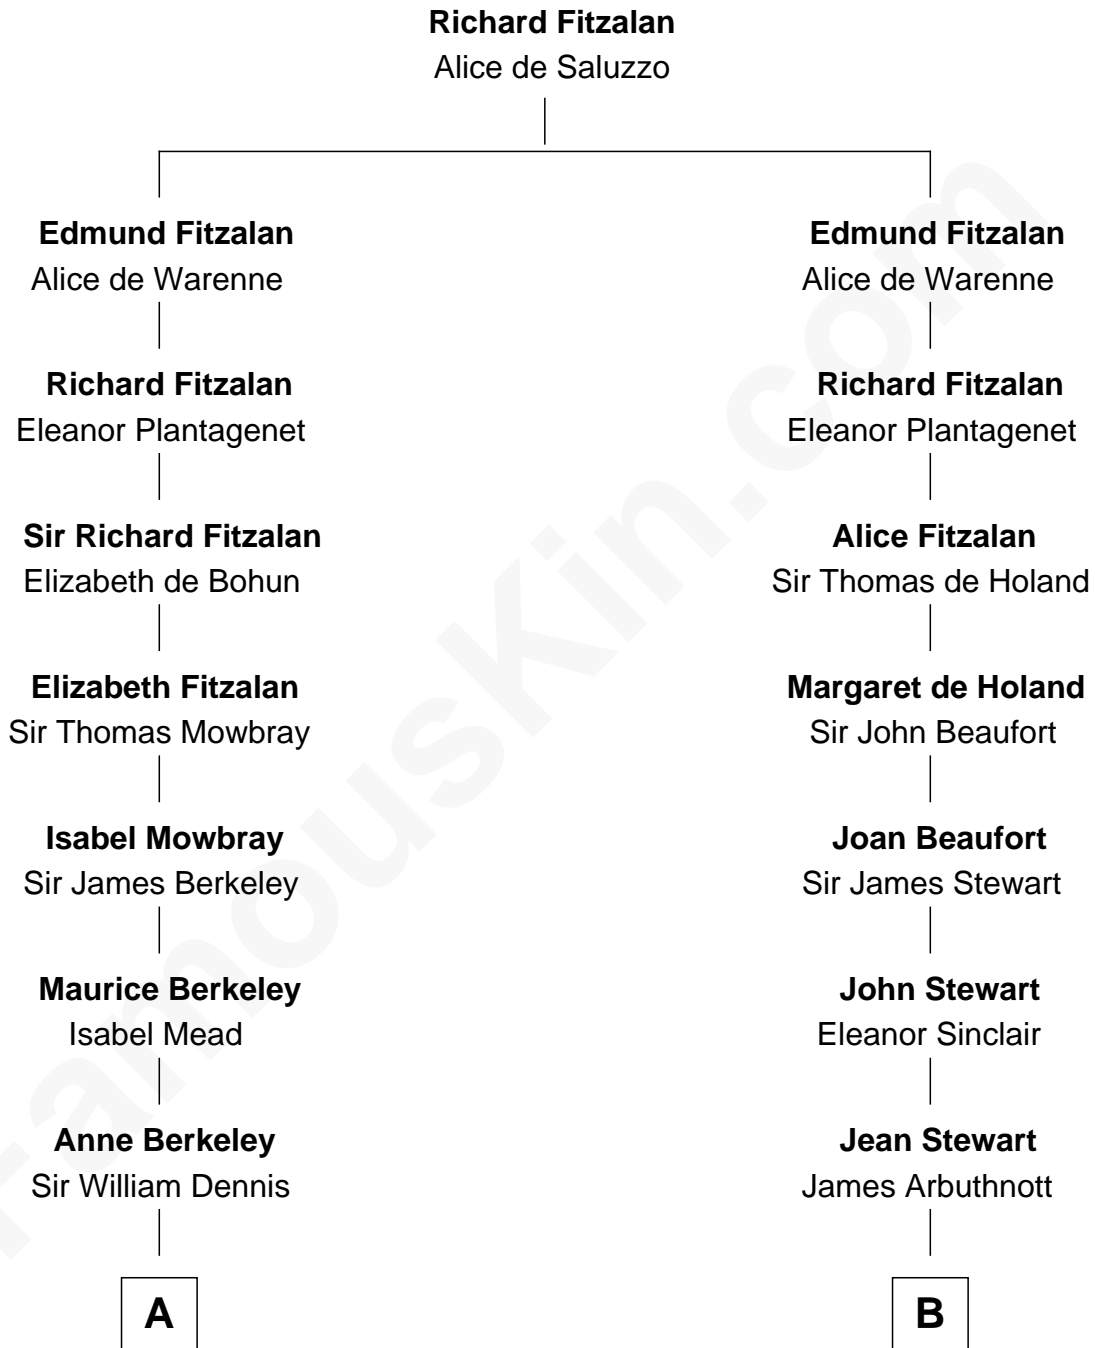 Richard Fitzalan
Alice de Saluzzo
Edmund Fitzalan
Alice de Warenne
Richard Fitzalan
Eleanor Plantagenet
Sir Richard Fitzalan
Elizabeth de Bohun
Elizabeth Fitzalan
Sir Thomas Mowbray
Isabel Mowbray
Sir James Berkeley
Maurice Berkeley
Isabel Mead
Anne Berkeley
Sir William Dennis
A
Edmund Fitzalan
Alice de Warenne
Richard Fitzalan
Eleanor Plantagenet
Alice Fitzalan
Sir Thomas de Holand
Margaret de Holand
Sir John Beaufort
Joan Beaufort
Sir James Stewart
John Stewart
Eleanor Sinclair
Jean Stewart
James Arbuthnott
B
FamousKin.com